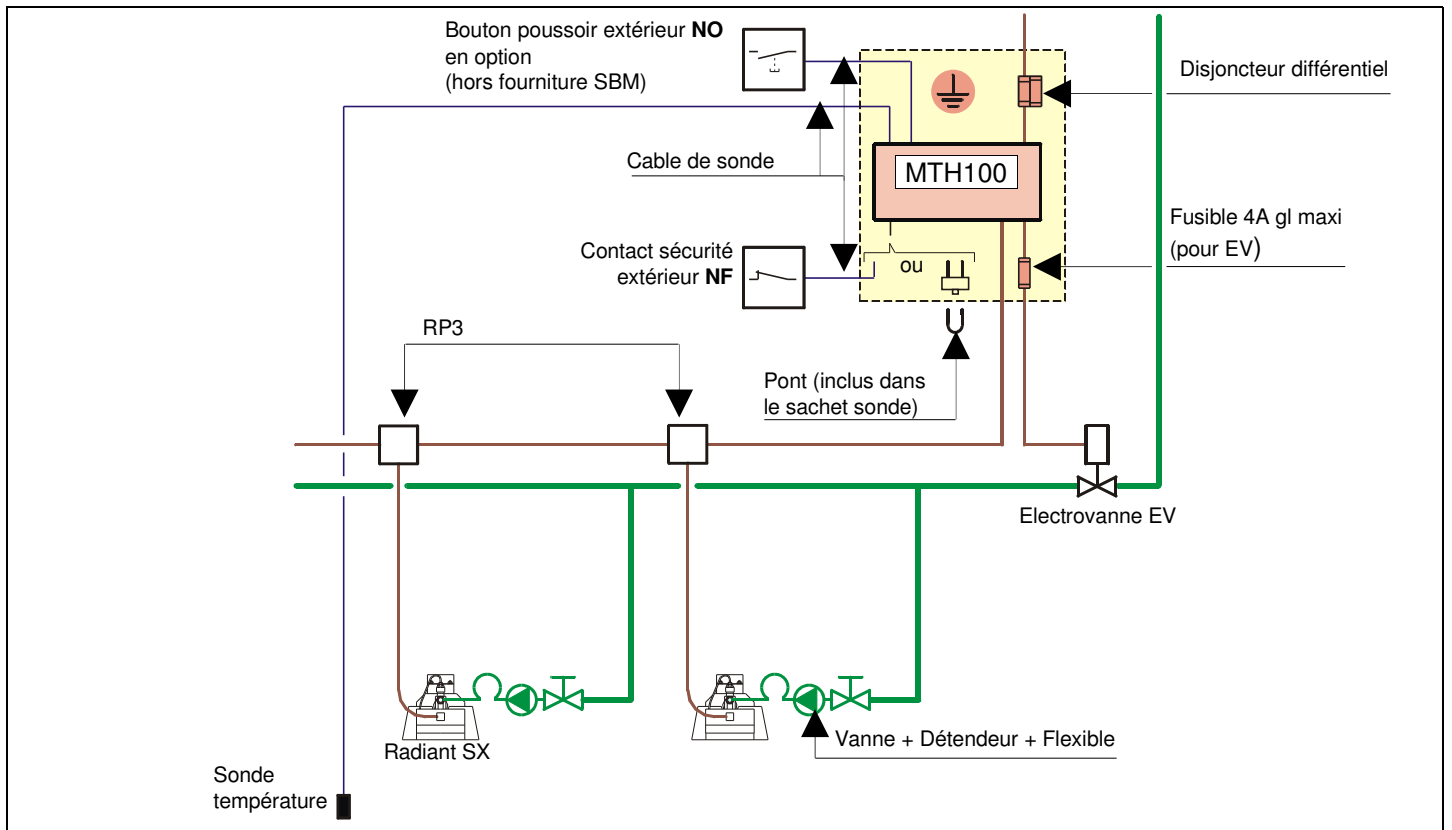 Bouton poussoir extérieur NO
en option
(hors fourniture SBM)
Disjoncteur différentiel
Cable de sonde
MTH100
Fusible 4A gl maxi
(pour EV)
Contact sécurité
extérieur NF
ou
RP3
Pont (inclus dans
le sachet sonde)
Electrovanne EV
Radiant SX
Vanne + Détendeur + Flexible
Sonde
température